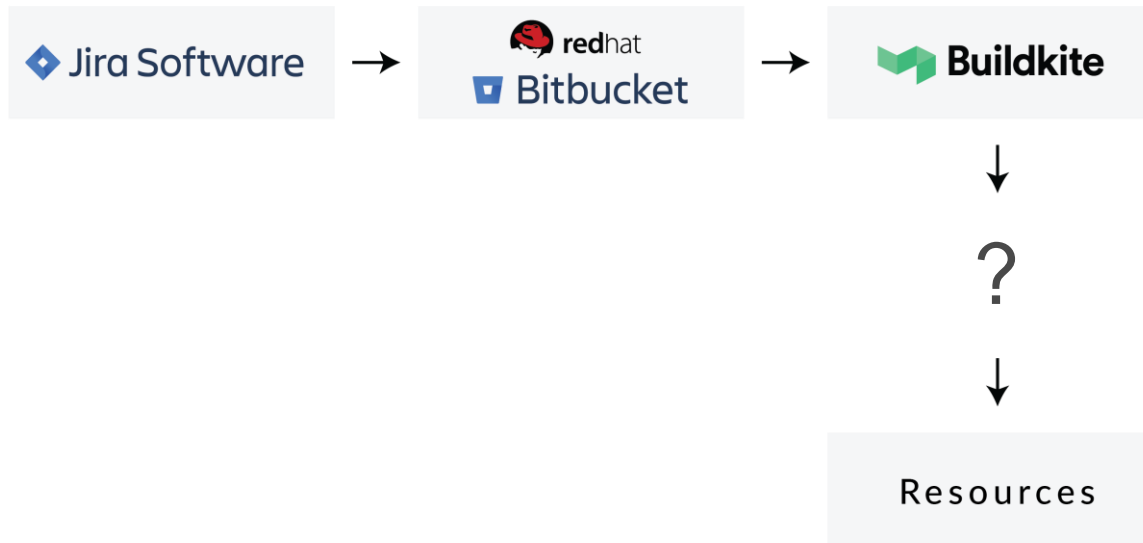 Jira Software
redhat
Bitbucket
Buildkite
?
Resources